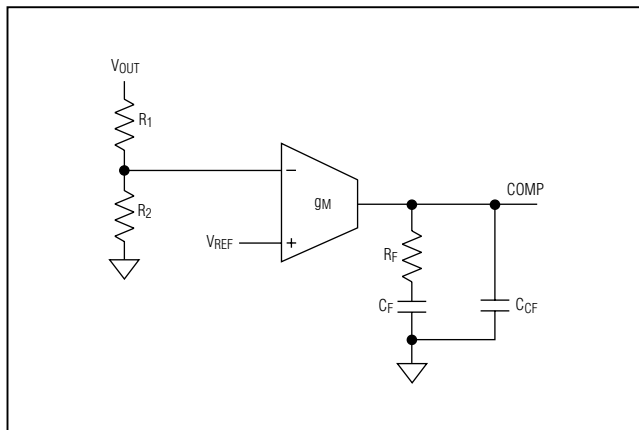 VOUT
R1
gM
COMP
R2
VREF
RF
CF
CCF